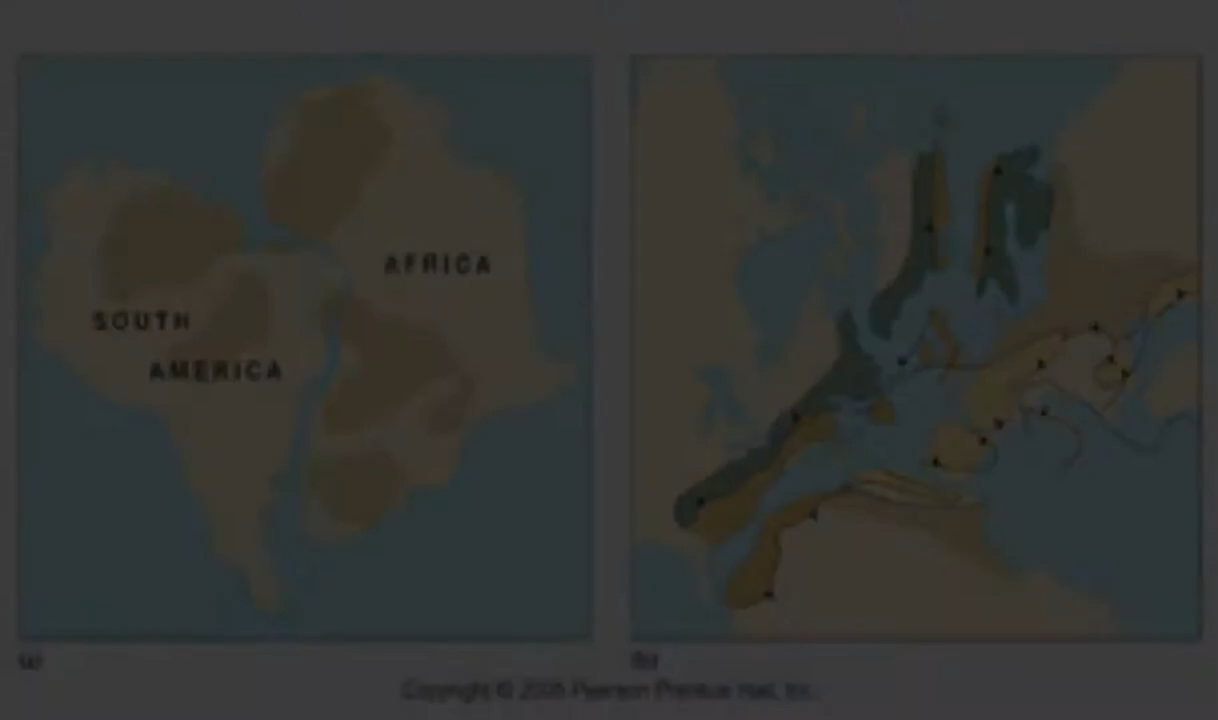 AFRICA
SOUTH
AMERICA
(a)
(b)
Copyright © 2005 Pearson Prentice Hall, Inc.